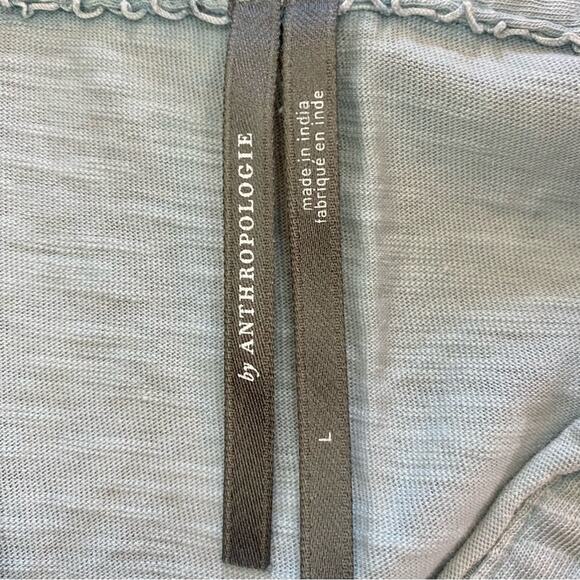 by ANTHROPOLOGIE
made in india
fabriqué en inde
L